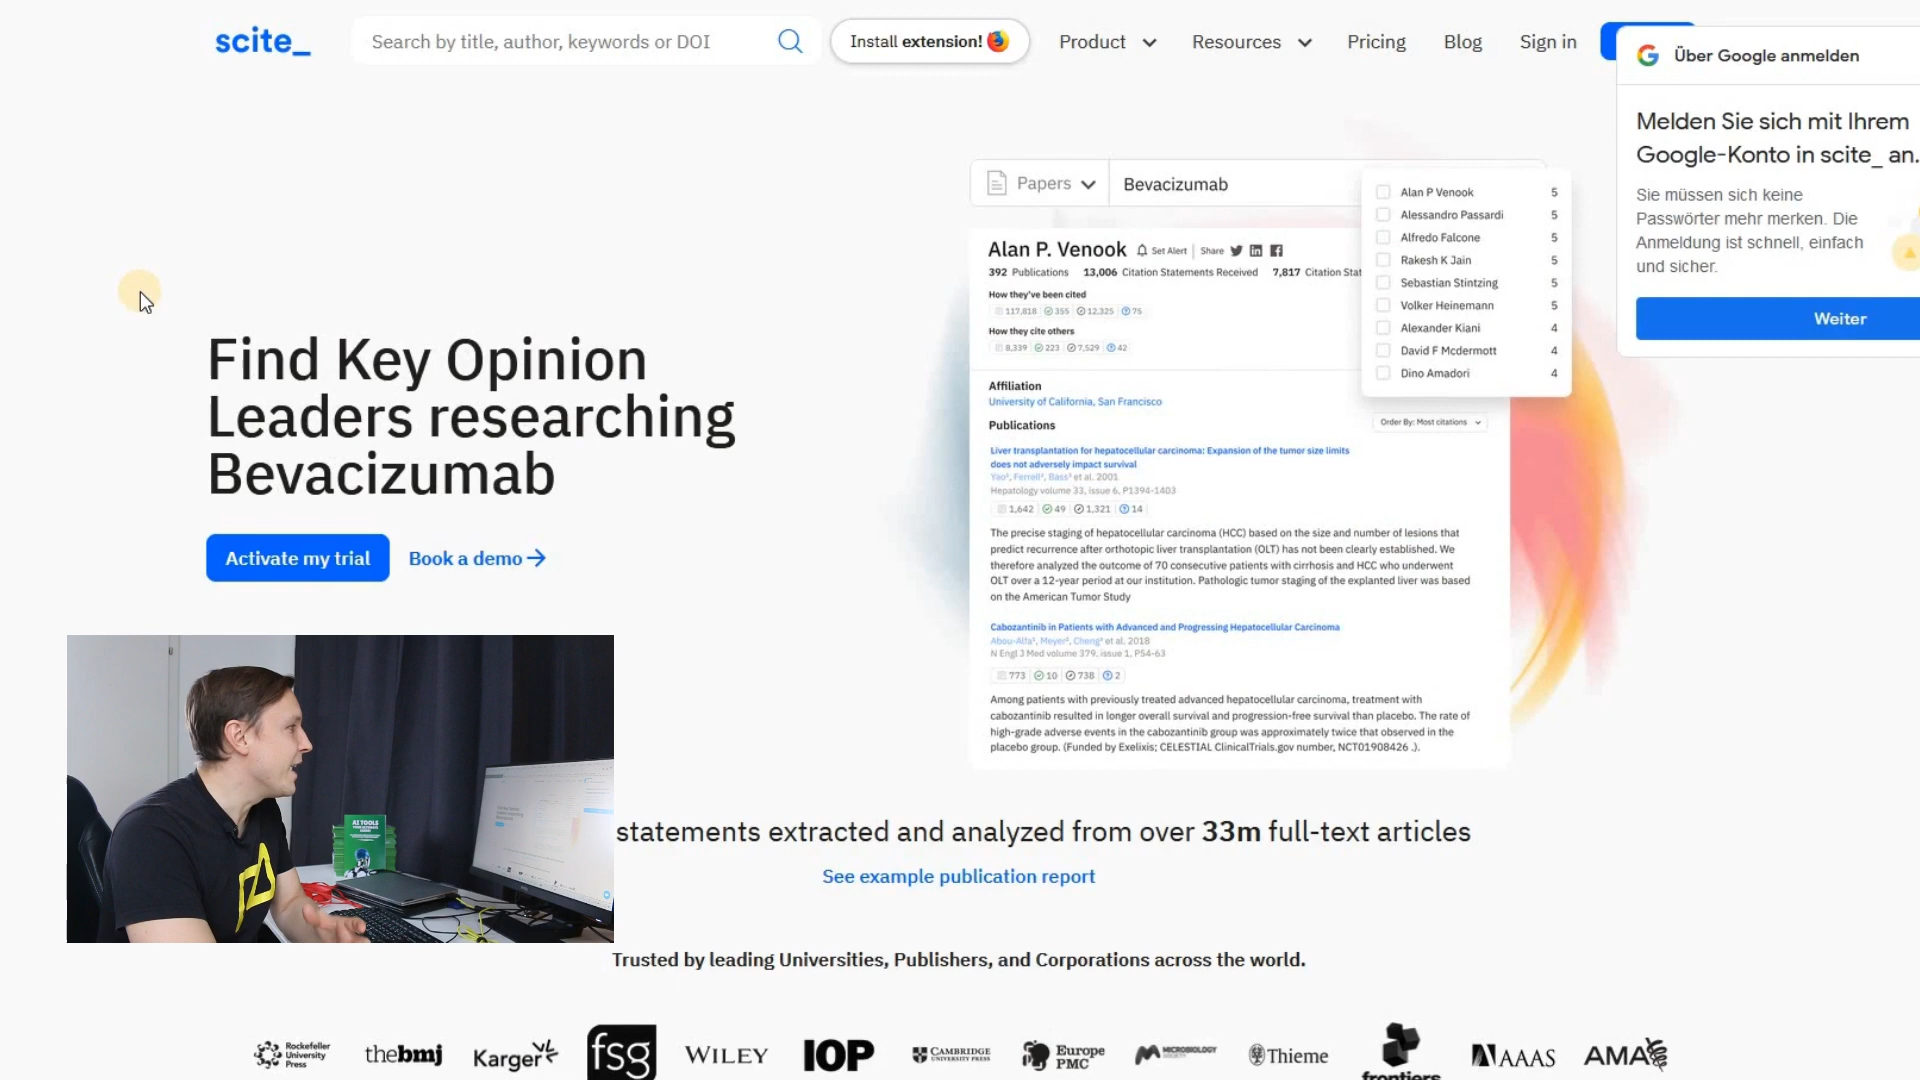 scite_
Search by title, author, keywords or DOI
Install extension!
Product
Resources
Pricing
Blog
Sign in
Über Google anmelden
Melden Sie sich mit Ihrem
Google-Konto in scite_ an.
Sie müssen sich keine
Passwörter mehr merken. Die
Anmeldung ist schnell, einfach
und sicher.
Weiter
Papers
Bevacizumab
Alan P Venook 5
Alessandro Passardi 5
Alfredo Falcone 5
Rakesh K Jain 5
Sebastian Stintzing 5
Volker Heinemann 5
Alexander Kiani 4
David F Mcdermott 4
Dino Amadori 4
Alan P. Venook Set Alert Share
392 Publications 13,006 Citation Statements Received 7,817 Citation Stat
How they've been cited
117,818 355 12,325 75
How they cite others
8,339 223 7,529 42
Affiliation
University of California, San Francisco
Publications
Order By: Most citations
Liver transplantation for hepatocellular carcinoma: Expansion of the tumor size limits
does not adversely impact survival
Yao¹, Ferrell², Bass³ et al. 2001
Hepatology volume 33, issue 6, P1394-1403
1,642 49 1,321 14
The precise staging of hepatocellular carcinoma (HCC) based on the size and number of lesions that
predict recurrence after orthotopic liver transplantation (OLT) has not been clearly established. We
therefore analyzed the outcome of 70 consecutive patients with cirrhosis and HCC who underwent
OLT over a 12-year period at our institution. Pathologic tumor staging of the explanted liver was based
on the American Tumor Study
Cabozantinib in Patients with Advanced and Progressing Hepatocellular Carcinoma
Abou-Alfa¹, Meyer², Cheng³ et al. 2018
N Engl J Med volume 379, issue 1, P54-63
773 10 738 2
Among patients with previously treated advanced hepatocellular carcinoma, treatment with
cabozantinib resulted in longer overall survival and progression-free survival than placebo. The rate of
high-grade adverse events in the cabozantinib group was approximately twice that observed in the
placebo group. (Funded by Exelixis; CELESTIAL ClinicalTrials.gov number, NCT01908426 .).
Find Key Opinion
Leaders researching
Bevacizumab
Activate my trial
Book a demo
AI TOOLS
statements extracted and analyzed from over 33m full-text articles
See example publication report
Trusted by leading Universities, Publishers, and Corporations across the world.
Rockefeller
University
Press
thebmj
Karger
fsg
WILEY
IOP
CAMBRIDGE
UNIVERSITY PRESS
Europe
PMC
MICROBIOLOGY
SOCIETY
Thieme
frontiers
AAAS
AMA